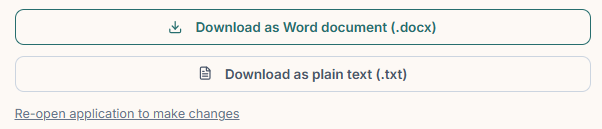 Download as Word document (.docx)
Download as plain text (.txt)
Re-open application to make changes